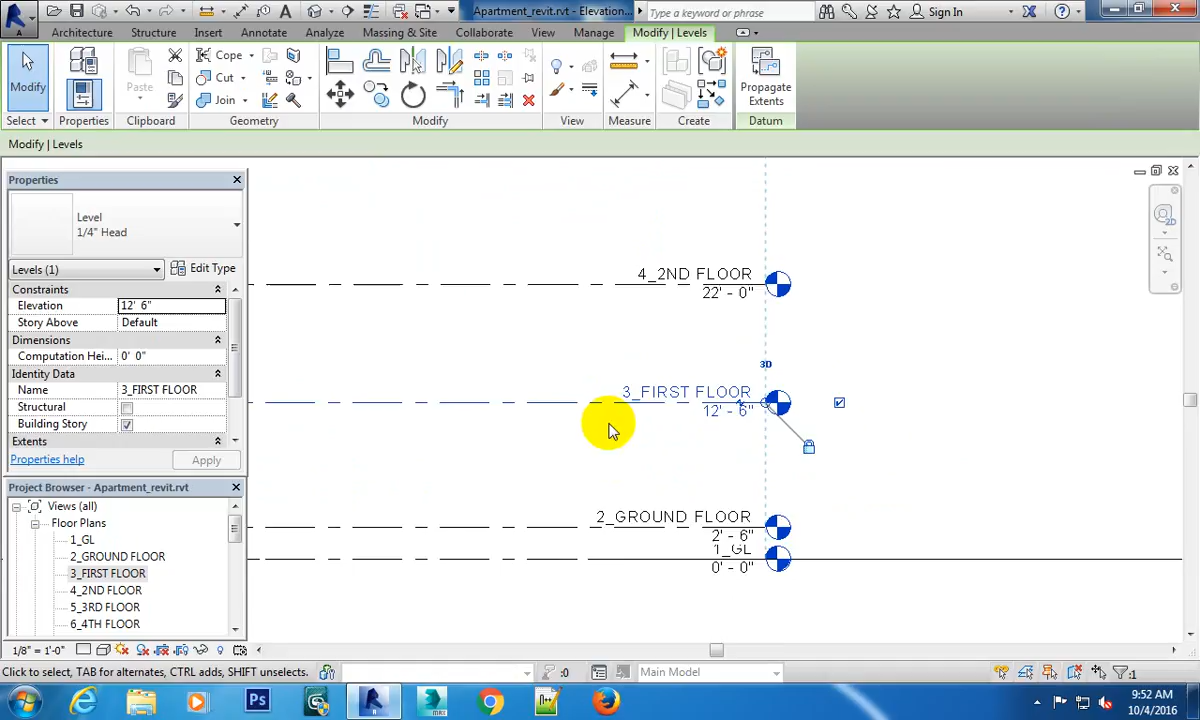 Apartment_revit.rvt - Elevation...
Type a keyword or phrase
Sign In
Architecture
Structure
Insert
Annotate
Analyze
Massing & Site
Collaborate
View
Manage
Modify | Levels
Modify
Paste
Cope
Cut
Join
Propagate
Extents
Select
Properties
Clipboard
Geometry
Modify
View
Measure
Create
Datum
Modify | Levels
Properties
Level
1/4" Head
Levels (1)
Edit Type
Constraints
Elevation
12' 6"
Story Above
Default
Dimensions
Computation Hei...
0' 0"
Identity Data
Name
3_FIRST FLOOR
Structural
Building Story
Extents
Properties help
Apply
Project Browser - Apartment_revit.rvt
Views (all)
Floor Plans
1_GL
2_GROUND FLOOR
3_FIRST FLOOR
4_2ND FLOOR
5_3RD FLOOR
6_4TH FLOOR
2D
4_2ND FLOOR
22' - 0"
3D
3_FIRST FLOOR
12' - 6"
2_GROUND FLOOR
2' - 6"
1_GL
0' - 0"
1/8" = 1'-0"
Click to select, TAB for alternates, CTRL adds, SHIFT unselects.
:0
Main Model
:1
Ps
9:52 AM
10/4/2016